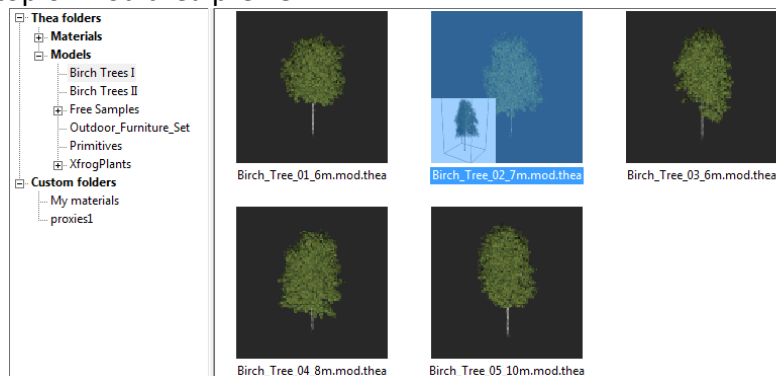 Thea folders
Materials
Models
Birch Trees I
Birch Trees II
Free Samples
Outdoor_Furniture_Set
Primitives
XfrogPlants
Custom folders
My materials
proxies1
Birch_Tree_01_6m.mod.thea
Birch_Tree_02_7m.mod.thea
Birch_Tree_03_6m.mod.thea
Birch_Tree_04_8m.mod.thea
Birch_Tree_05_10m.mod.thea